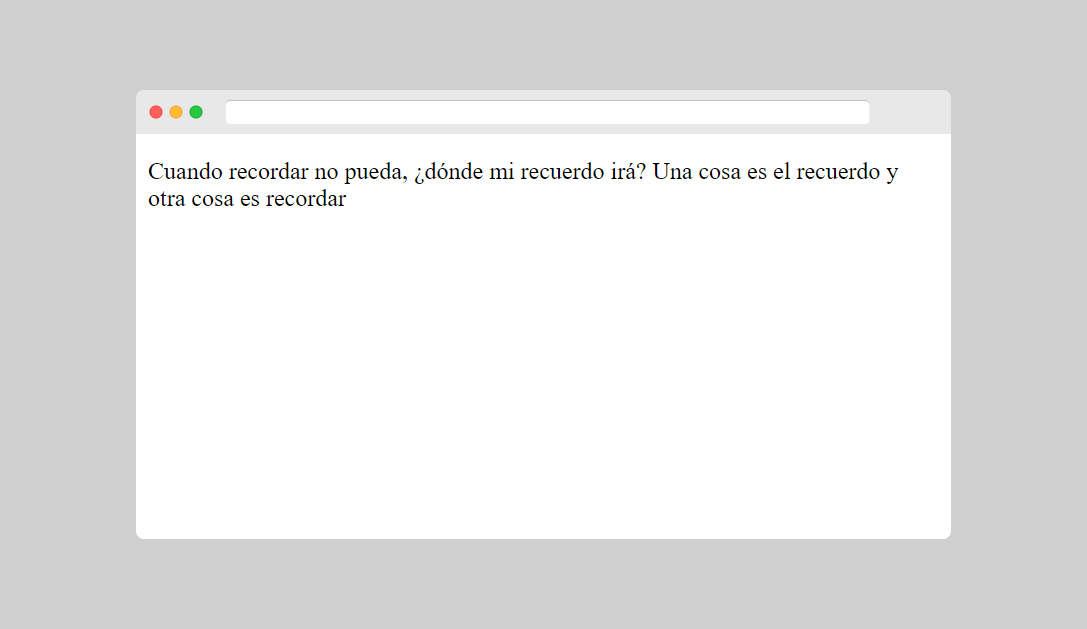 Cuando recordar no pueda, ¿dónde mi recuerdo irá? Una cosa es el recuerdo y
otra cosa es recordar